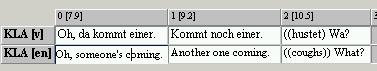 0 [7.9] 1 [9.2] 2 [10.5]
KLA [v] Oh, da kommt einer. Kommt noch einer. ((hustet) Wa?
KLA [en] Oh, someone's coming. Another one coming. ((coughs)) What?